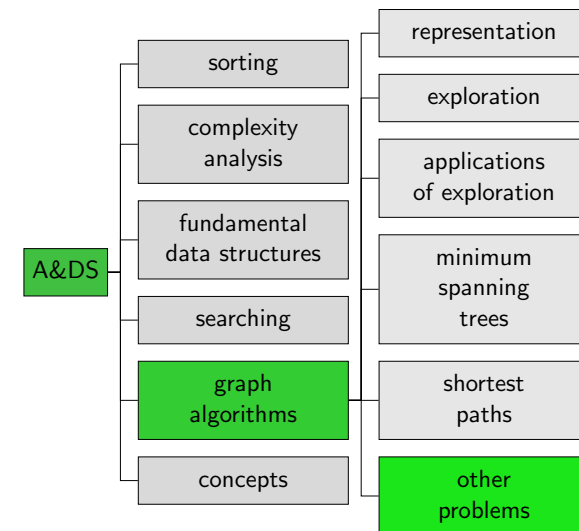 A&DS
sorting
complexity
analysis
fundamental
data structures
searching
graph
algorithms
concepts
representation
exploration
applications
of exploration
minimum
spanning
trees
shortest
paths
other
problems